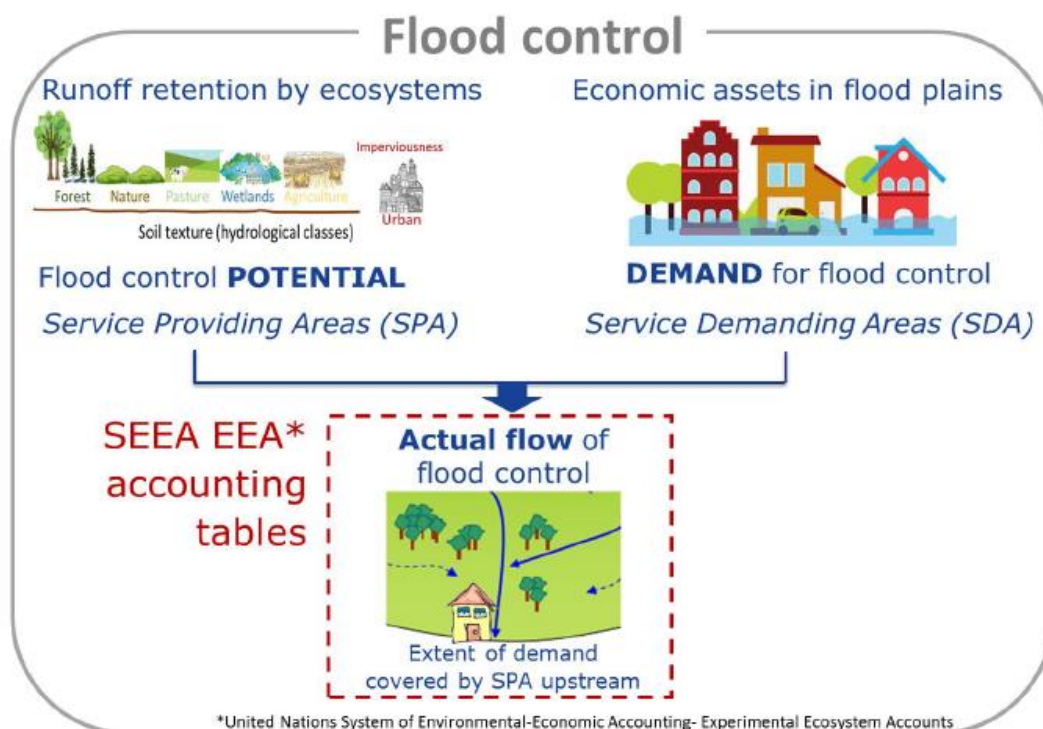 Flood control
Runoff retention by ecosystems
Economic assets in flood plains
Imperviousness
Forest
Nature
Pasture
Wetlands
Agriculture
Urban
Soil texture (hydrological classes)
Flood control POTENTIAL
DEMAND for flood control
Service Providing Areas (SPA)
Service Demanding Areas (SDA)
SEEA EEA*
accounting
tables
Actual flow of
flood control
Extent of demand
covered by SPA upstream
*United Nations System of Environmental-Economic Accounting- Experimental Ecosystem Accounts